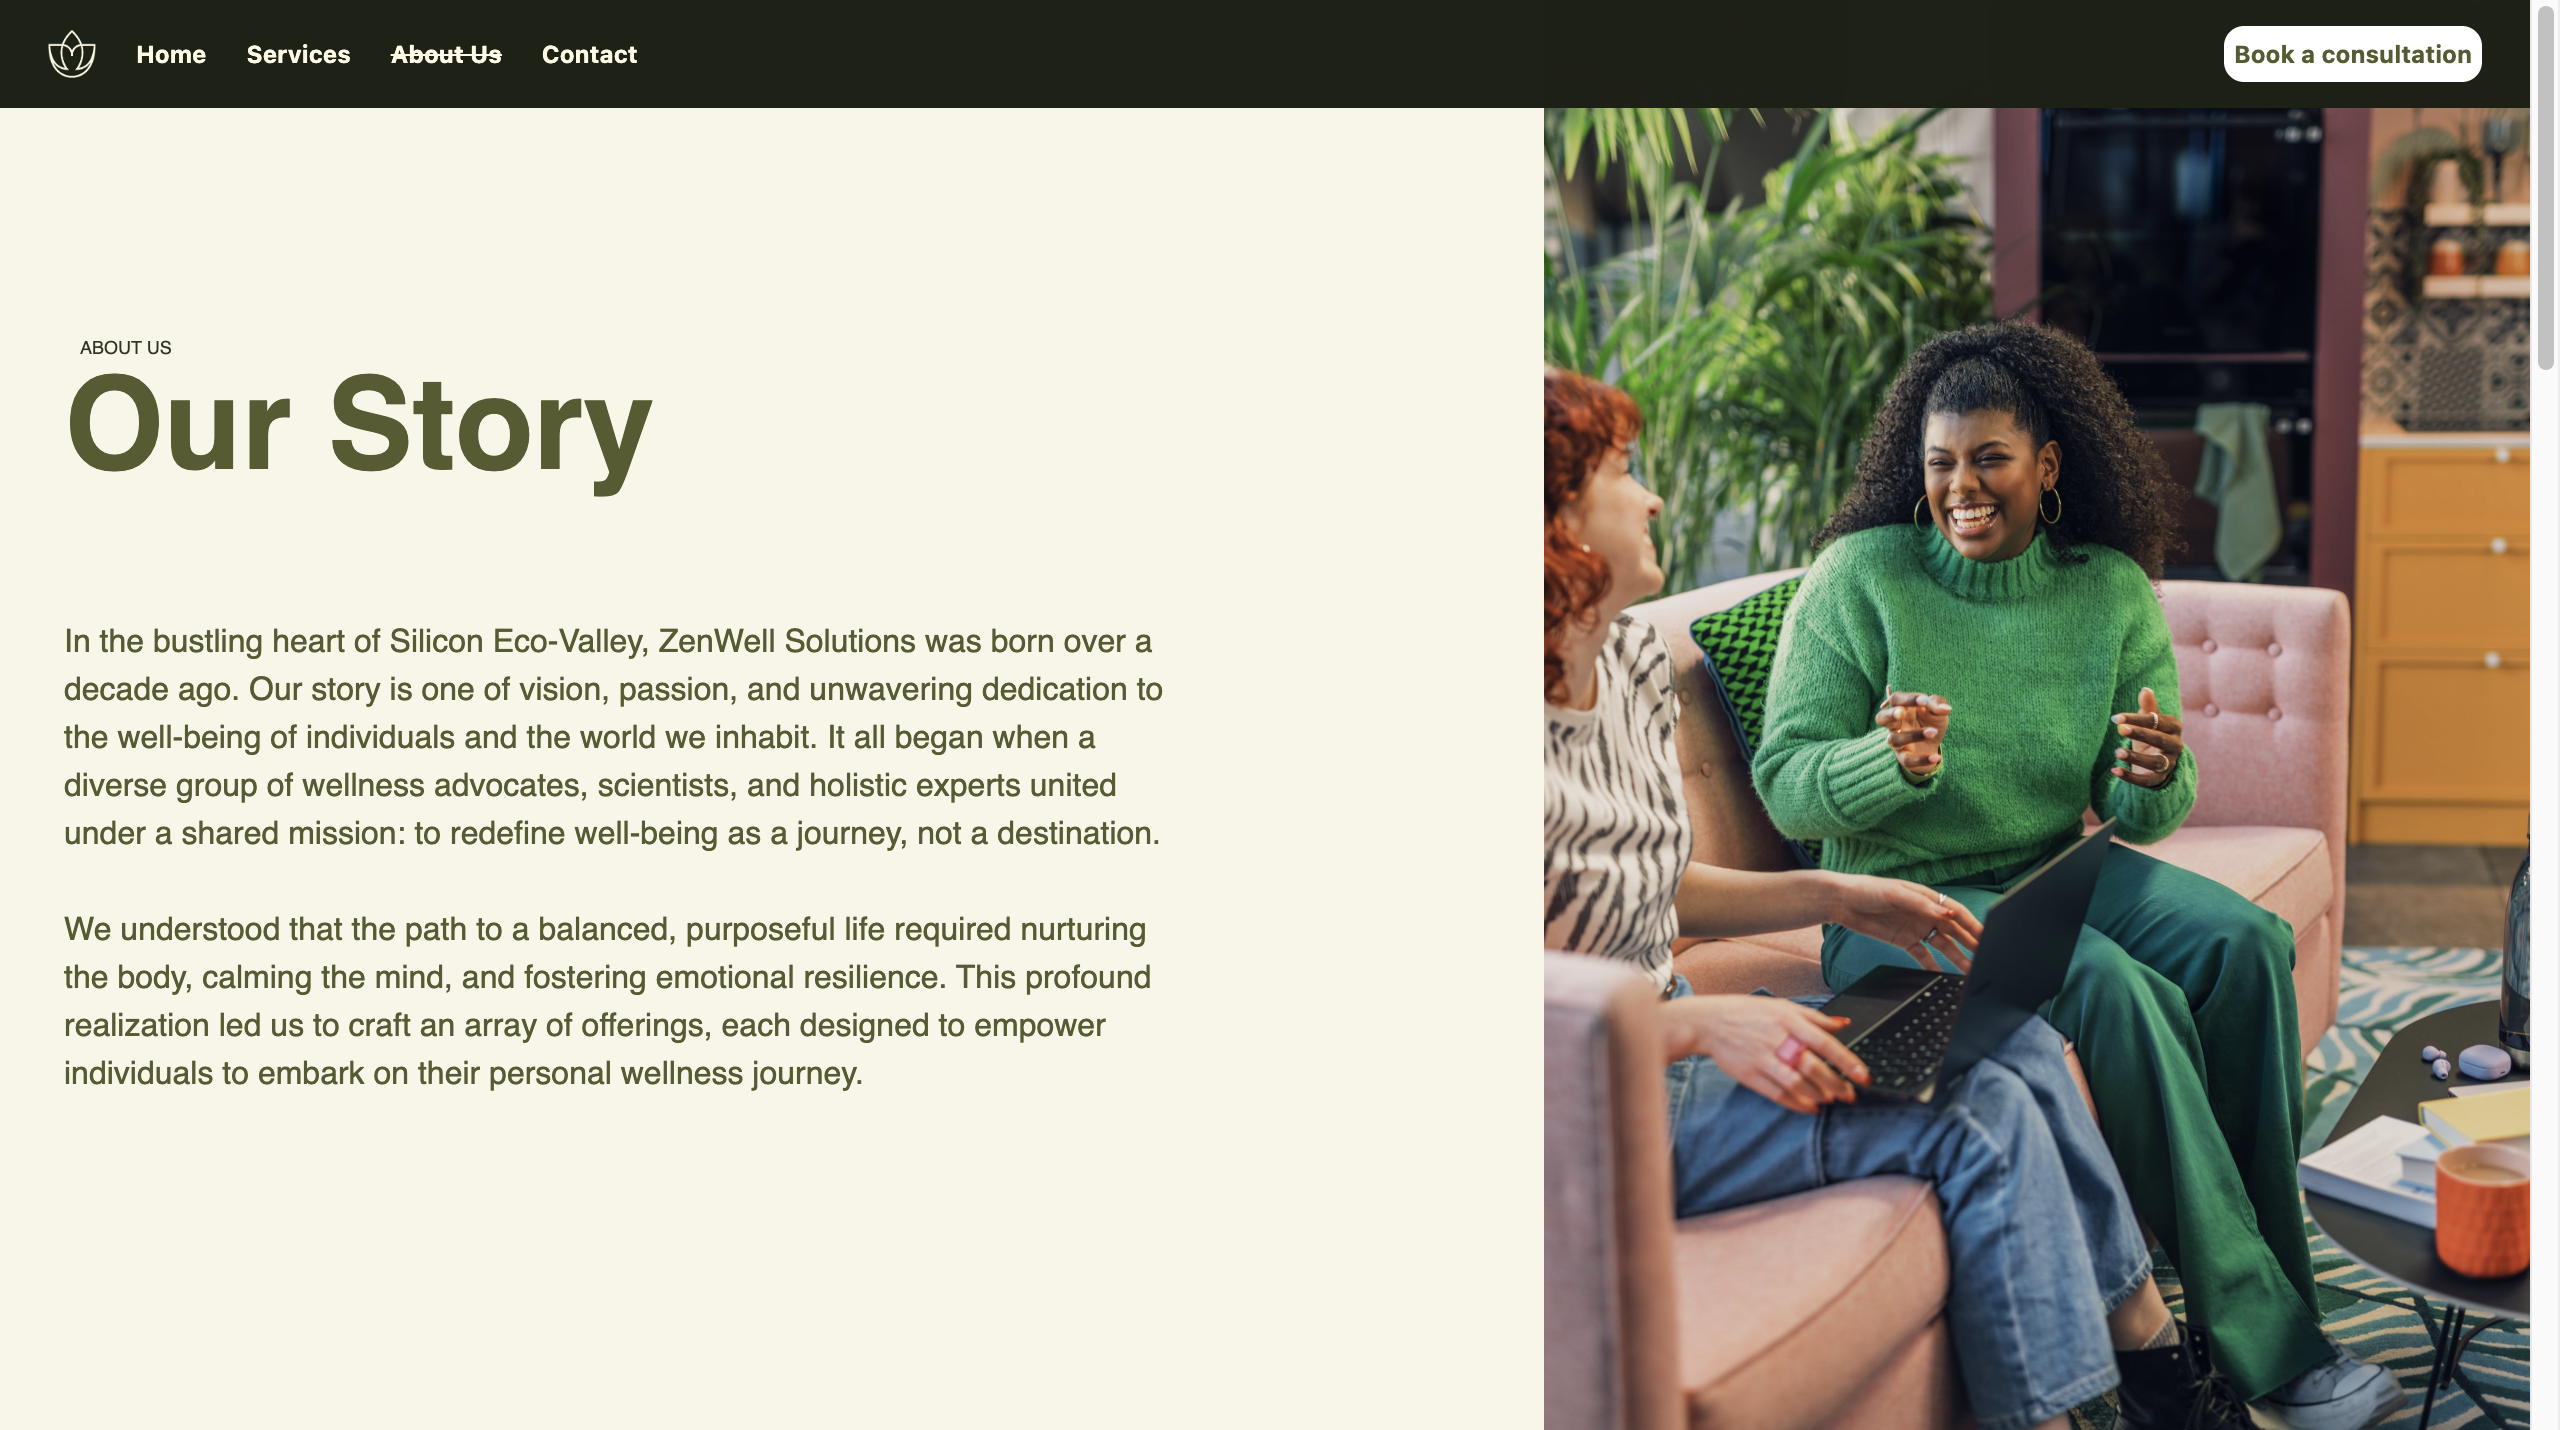 Home
Services
About Us
Contact
Book a consultation
ABOUT US
Our Story
In the bustling heart of Silicon Eco-Valley, ZenWell Solutions was born over a
decade ago. Our story is one of vision, passion, and unwavering dedication to
the well-being of individuals and the world we inhabit. It all began when a
diverse group of wellness advocates, scientists, and holistic experts united
under a shared mission: to redefine well-being as a journey, not a destination.
We understood that the path to a balanced, purposeful life required nurturing
the body, calming the mind, and fostering emotional resilience. This profound
realization led us to craft an array of offerings, each designed to empower
individuals to embark on their personal wellness journey.